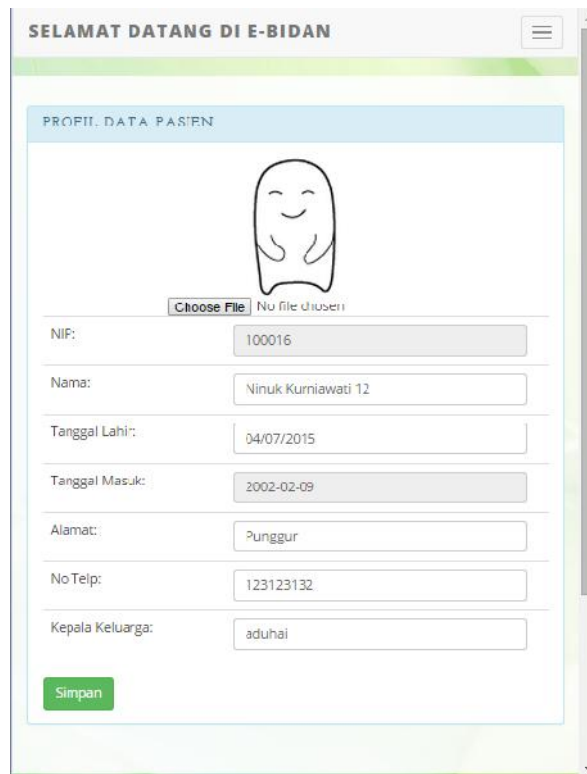 SELAMAT DATANG DI E-BIDAN
PROFIL DATA PASIEN
Choose File No file chosen
NIP: 100016
Nama: Ninuk Kurniawati 12
Tanggal Lahir: 04/07/2015
Tanggal Masuk: 2002-02-09
Alamat: Punggur
No Telp: 123123132
Kepala Keluarga: aduhai
Simpan